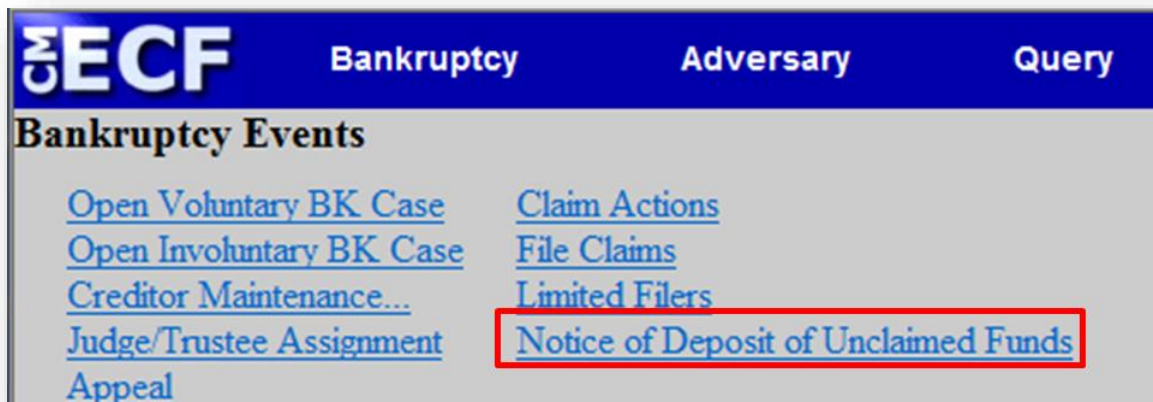 CM ECF Bankruptcy Adversary Query
Bankruptcy Events
Open Voluntary BK Case
Open Involuntary BK Case
Creditor Maintenance...
Judge/Trustee Assignment
Appeal
Claim Actions
File Claims
Limited Filers
Notice of Deposit of Unclaimed Funds